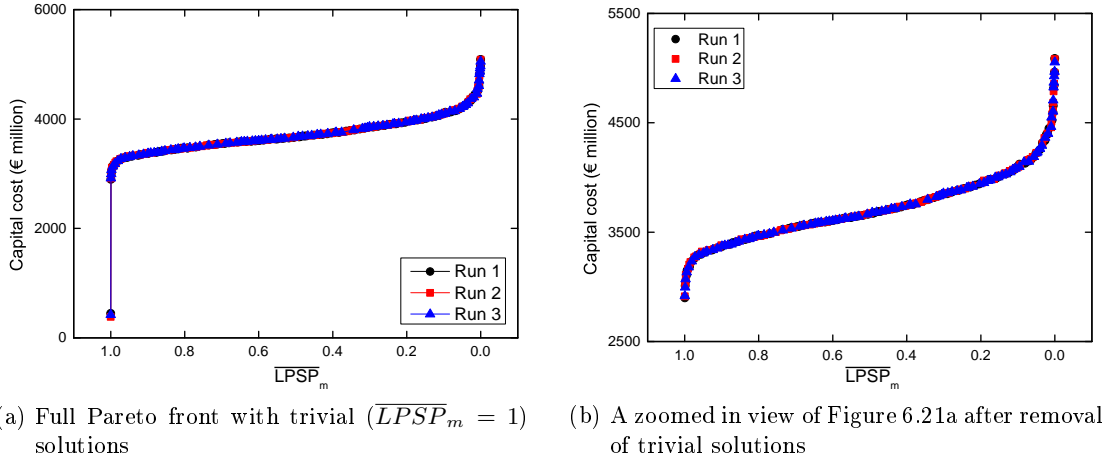 6000
4000
2000
0
1.0 0.8 0.6 0.4 0.2 0.0
Capital cost (€ million)
LPSP̅ₘ
Run 1
Run 2
Run 3
5500
4500
3500
2500
1.0 0.8 0.6 0.4 0.2 0.0
Capital cost (€ million)
LPSP̅ₘ
Run 1
Run 2
Run 3
(a) Full Pareto front with trivial (LPSP̅ₘ = 1)
solutions
(b) A zoomed in view of Figure 6.21a after removal
of trivial solutions